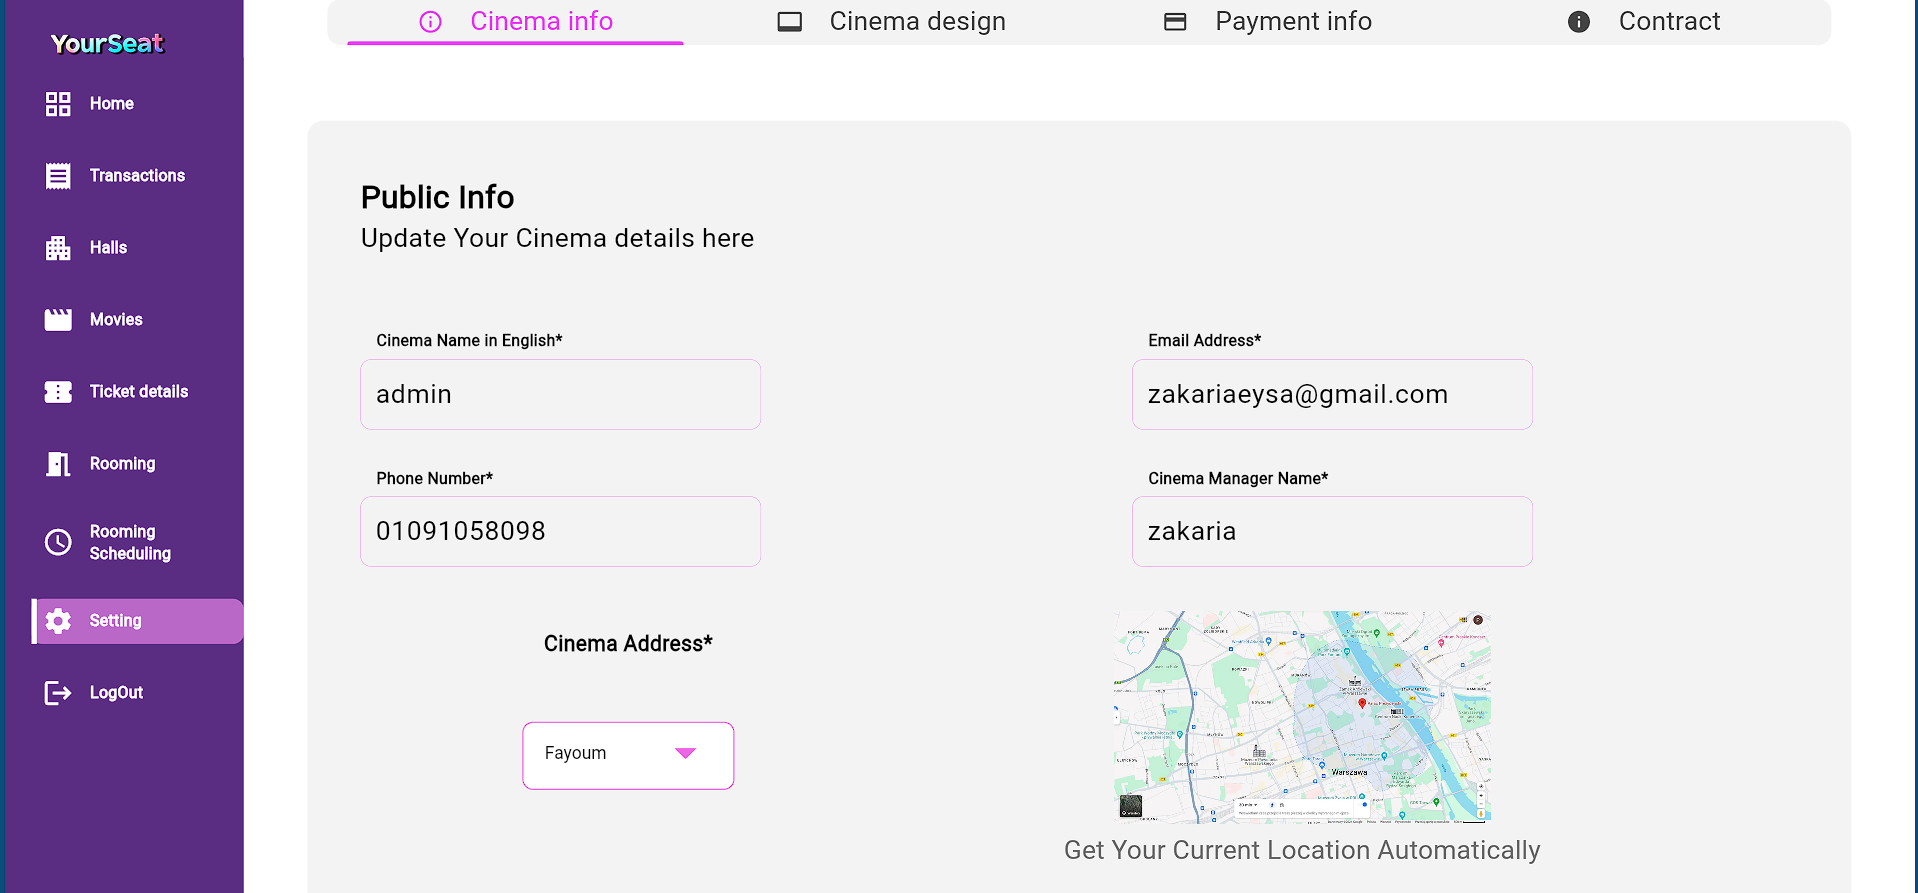 YourSeat
Home
Transactions
Halls
Movies
Ticket details
Rooming
Rooming
Scheduling
Setting
LogOut
Cinema info
Cinema design
Payment info
Contract
Public Info
Update Your Cinema details here
Cinema Name in English*
admin
Email Address*
zakariaeysa@gmail.com
Phone Number*
01091058098
Cinema Manager Name*
zakaria
Cinema Address*
Fayoum
Warszawa
Get Your Current Location Automatically